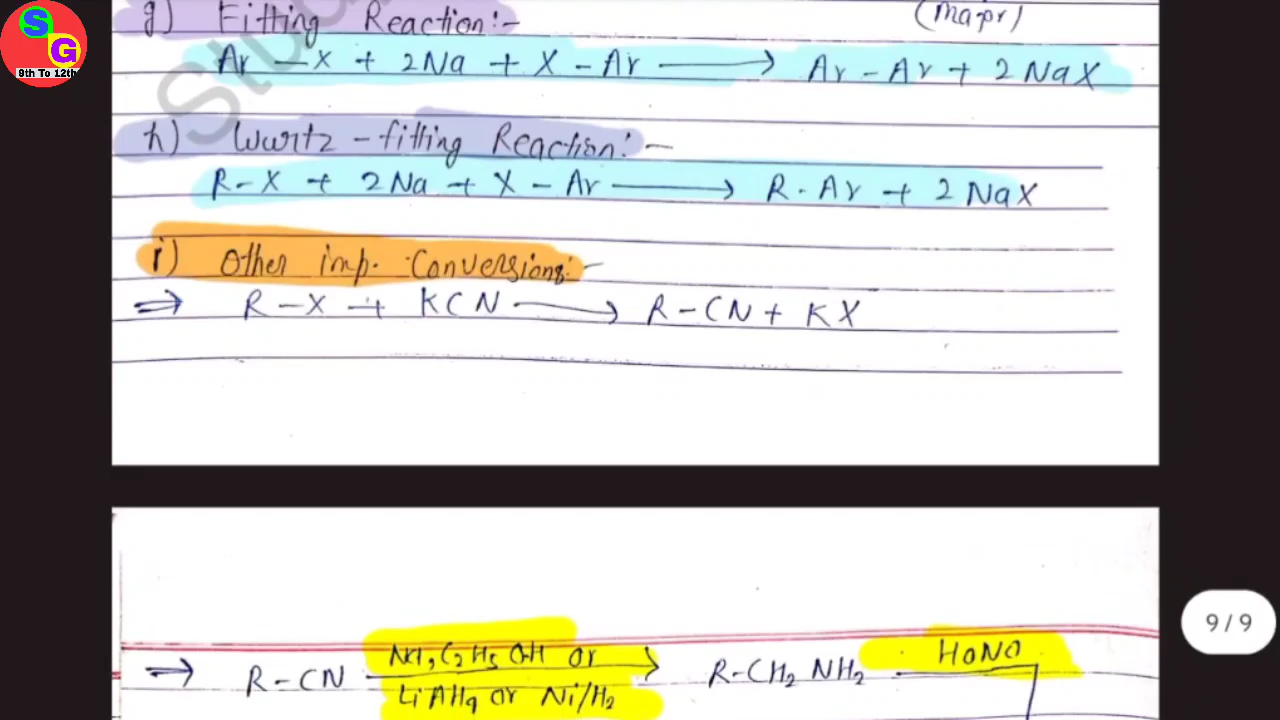 SG
9th To 12th
g) Fitting Reaction:-
(Major)
Ar - X + 2Na + X - Ar → Ar - Ar + 2NaX
h) Wurtz - fitting Reaction:-
R-X + 2Na + X - Ar → R - Ar + 2NaX
i) Other imp. Conversions:-
⇒ R-X + KCN → R-CN + KX
9/9
⇒ R-CN → R-CH2 NH2
C2H5OH or
LiAlH4 or Ni/H2
HONO